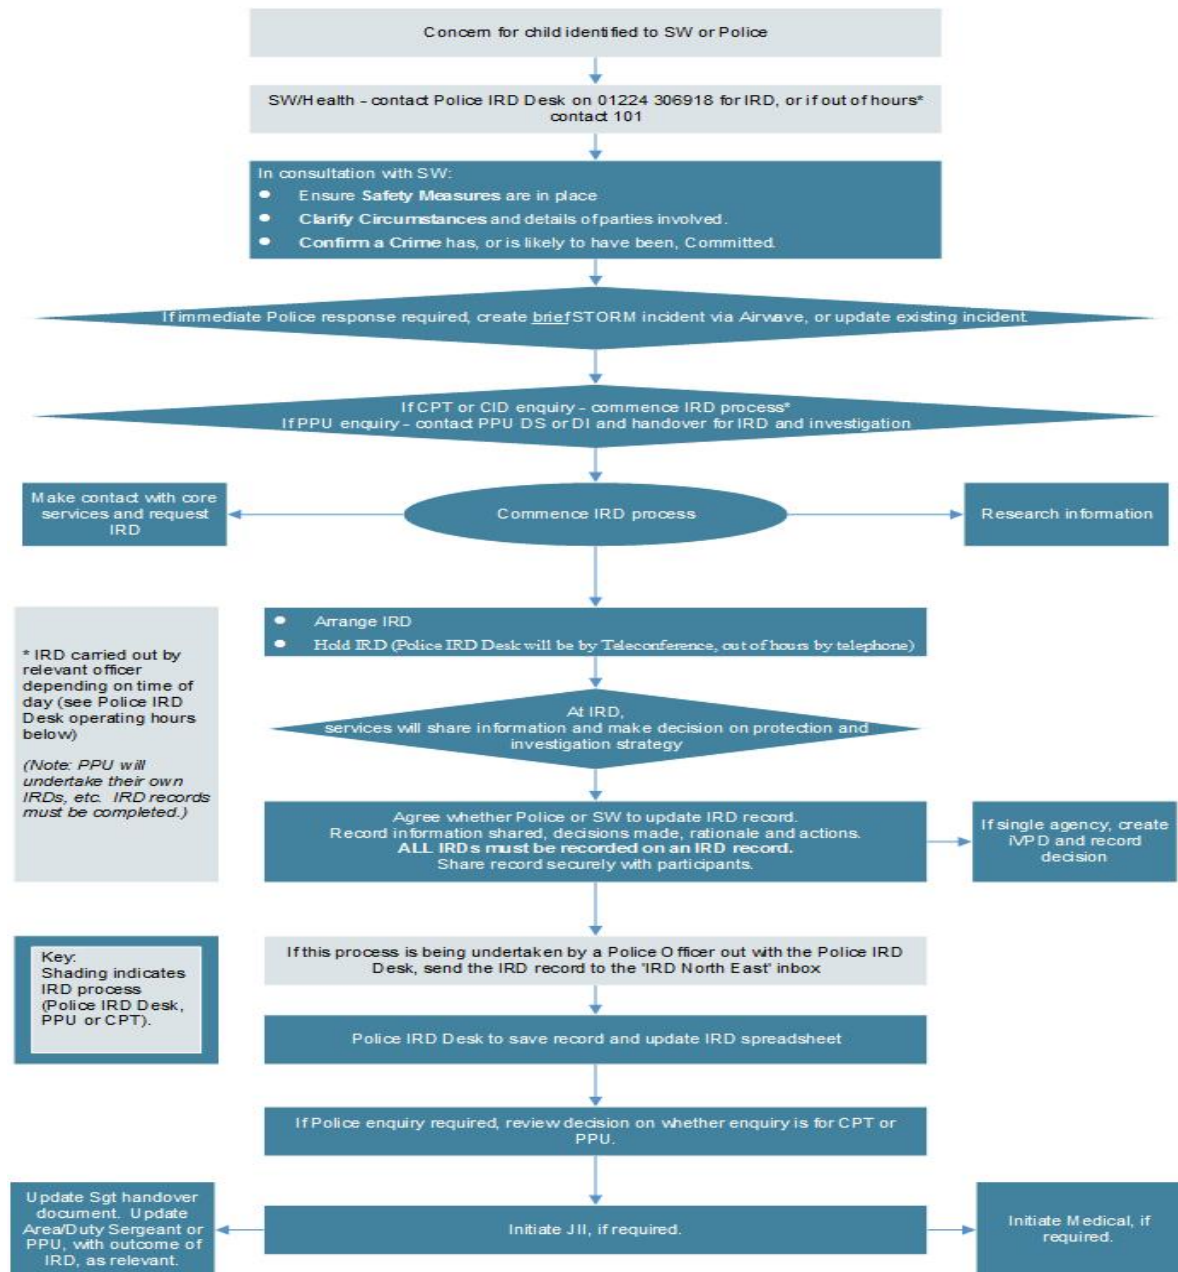 Concern for child identified to SW or Police
SW/Health - contact Police IRD Desk on 01224 306918 for IRD, or if out of hours*
contact 101
In consultation with SW:
● Ensure Safety Measures are in place
● Clarify Circumstances and details of parties involved.
● Confirm a Crime has, or is likely to have been, Committed.
If immediate Police response required, create brief STORM incident via Airwave, or update existing incident.
If CPT or CID enquiry - commence IRD process*
If PPU enquiry - contact PPU DS or DI and handover for IRD and investigation
Make contact with core
services and request
IRD
Commence IRD process
Research information
● Arrange IRD
● Hold IRD (Police IRD Desk will be by Teleconference, out of hours by telephone)
* IRD carried out by
relevant officer
depending on time of
day (see Police IRD
Desk operating hours
below)
(Note: PPU will
undertake their own
IRDs, etc. IRD records
must be completed.)
At IRD,
services will share information and make decision on protection and
investigation strategy
Agree whether Police or SW to update IRD record.
Record information shared, decisions made, rationale and actions.
ALL IRDs must be recorded on an IRD record.
Share record securely with participants.
If single agency, create
iVPD and record
decision
Key:
Shading indicates
IRD process
(Police IRD Desk,
PPU or CPT).
If this process is being undertaken by a Police Officer out with the Police IRD
Desk, send the IRD record to the 'IRD North East' inbox
Police IRD Desk to save record and update IRD spreadsheet
If Police enquiry required, review decision on whether enquiry is for CPT or
PPU.
Update Sgt handover
document. Update
Area/Duty Sergeant or
PPU, with outcome of
IRD, as relevant.
Initiate JII, if required.
Initiate Medical, if
required.